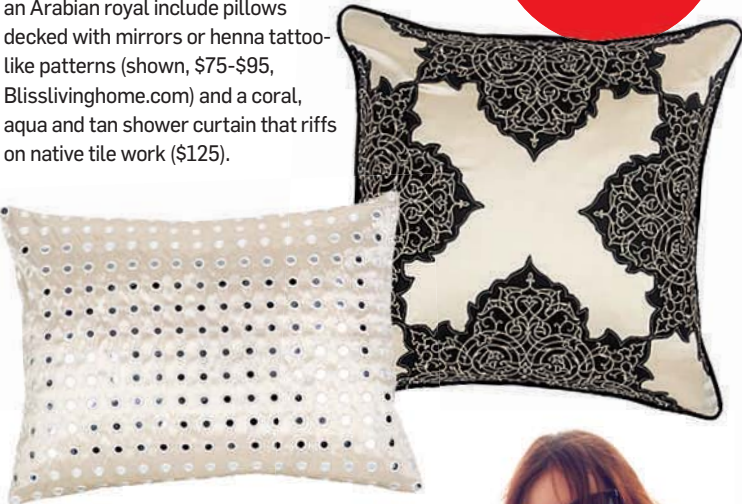 an Arabian royal include pillows
decked with mirrors or henna tattoo-
like patterns (shown, $75-$95,
Blisslivinghome.com) and a coral,
aqua and tan shower curtain that riffs
on native tile work ($125).